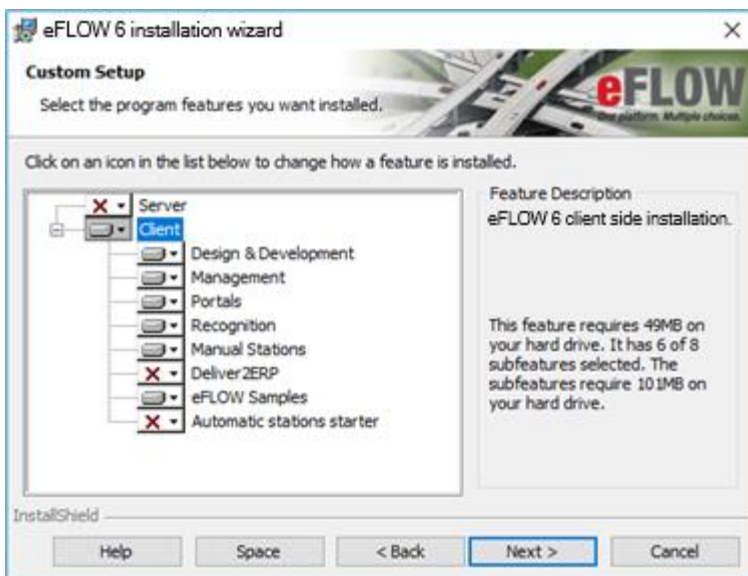 eFLOW 6 installation wizard
Custom Setup
Select the program features you want installed.
eFLOW
One platform. Multiple choices.
Click on an icon in the list below to change how a feature is installed.
Server
Client
Design & Development
Management
Portals
Recognition
Manual Stations
Deliver2ERP
eFLOW Samples
Automatic stations starter
Feature Description
eFLOW 6 client side installation.
This feature requires 49MB on
your hard drive. It has 6 of 8
subfeatures selected. The
subfeatures require 101MB on
your hard drive.
InstallShield
Help
Space
< Back
Next >
Cancel